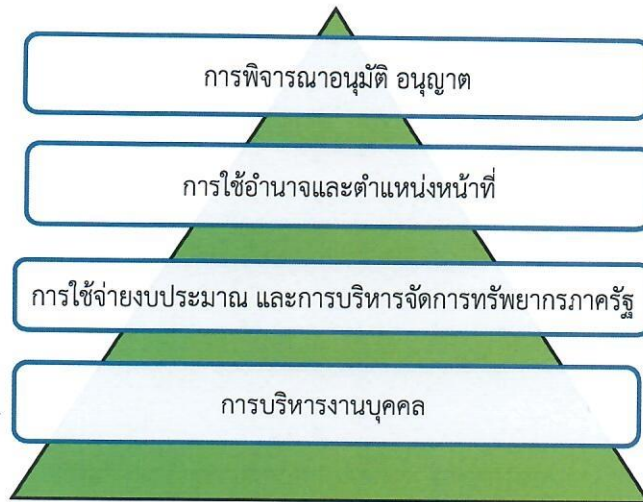 การพิจารณาอนุมัติ อนุญาต
การใช้อำนาจและตำแหน่งหน้าที่
การใช้จ่ายงบประมาณ และการบริหารจัดการทรัพยากรภาครัฐ
การบริหารงานบุคคล